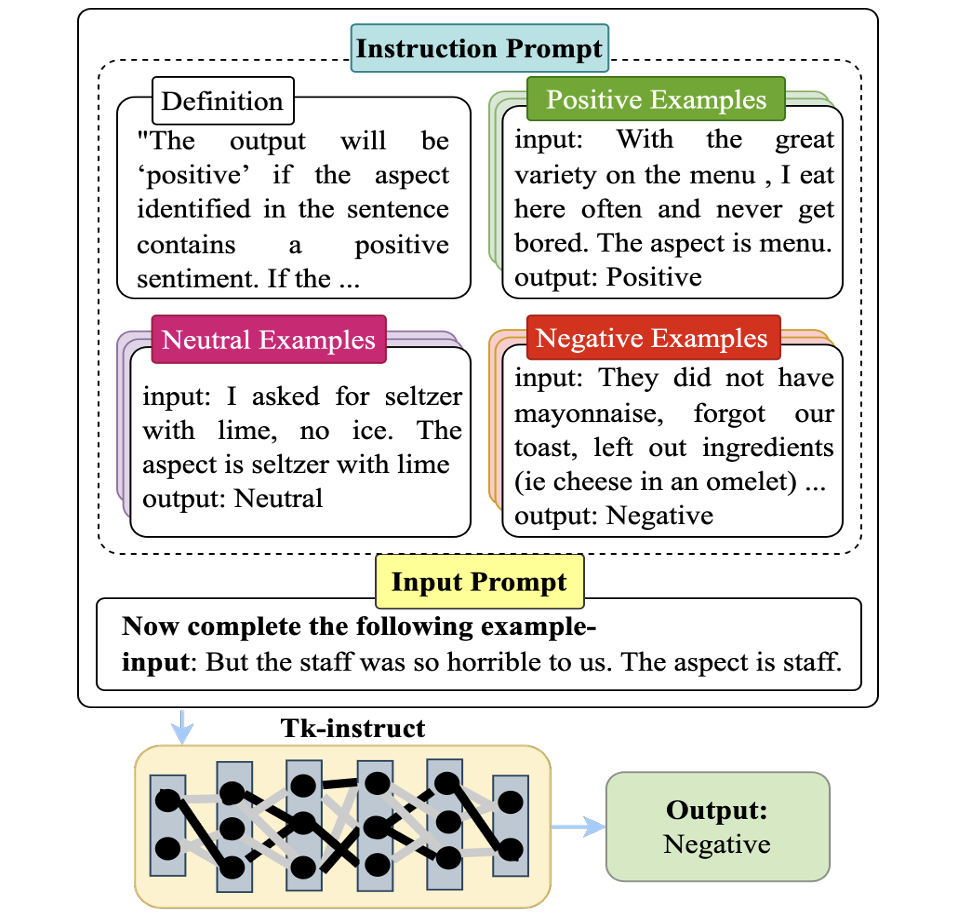 Instruction Prompt
Definition
"The output will be
‘positive’ if the aspect
identified in the sentence
contains a positive
sentiment. If the ...
Positive Examples
input: With the great
variety on the menu , I eat
here often and never get
bored. The aspect is menu.
output: Positive
Neutral Examples
input: I asked for seltzer
with lime, no ice. The
aspect is seltzer with lime
output: Neutral
Negative Examples
input: They did not have
mayonnaise, forgot our
toast, left out ingredients
(ie cheese in an omelet) ...
output: Negative
Input Prompt
Now complete the following example-
input: But the staff was so horrible to us. The aspect is staff.
Tk-instruct
Output:
Negative